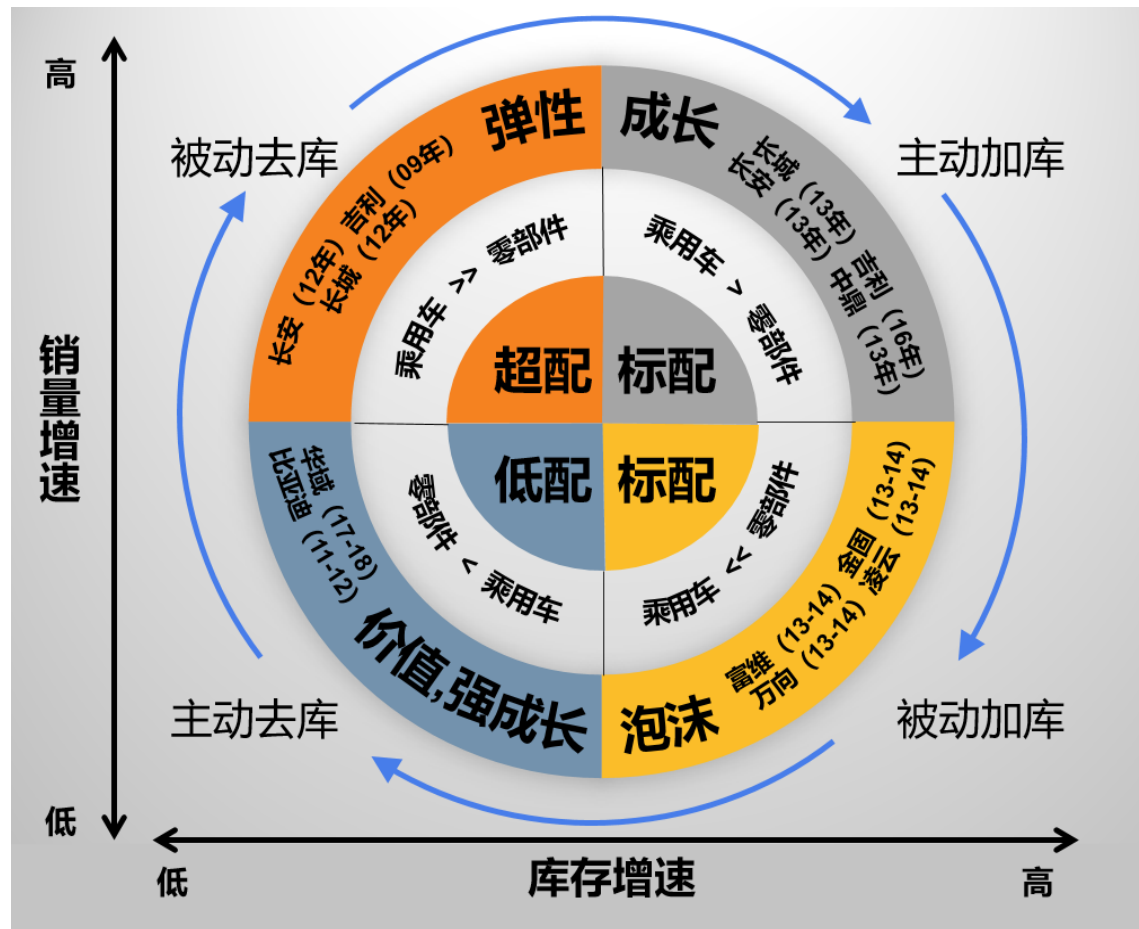 高
被动去库
主动加库
弹性
成长
长安（12年）吉利（09年）
长城（12年）
长城（13年）吉利（16年）
长安（13年）中鼎（13年）
乘用车 >> 零部件
乘用车 > 零部件
超配
标配
销量增速
低配
标配
零部件 < 乘用车
乘用车 << 零部件
华域（17-18）
比亚迪（11-12）
富维（13-14）金固（13-14）
万向（13-14）凌云（13-14）
价值,强成长
泡沫
主动去库
被动加库
低
低
库存增速
高